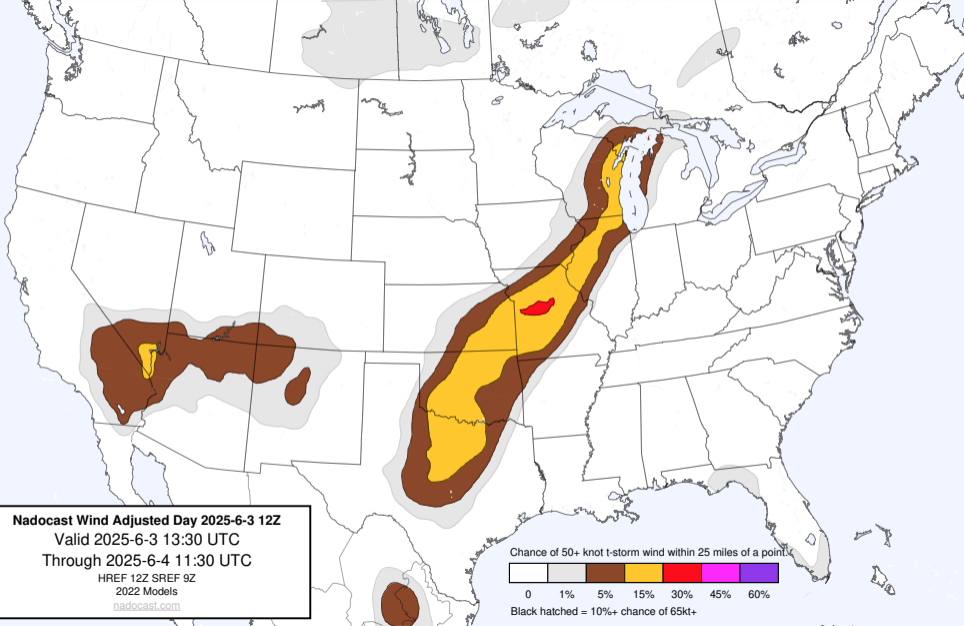 Nadocast Wind Adjusted Day 2025-6-3 12Z
Valid 2025-6-3 13:30 UTC
Through 2025-6-4 11:30 UTC
HREF 12Z SREF 9Z
2022 Models
nadocast.com
Chance of 50+ knot t-storm wind within 25 miles of a point.
0 1% 5% 15% 30% 45% 60%
Black hatched = 10%+ chance of 65kt+